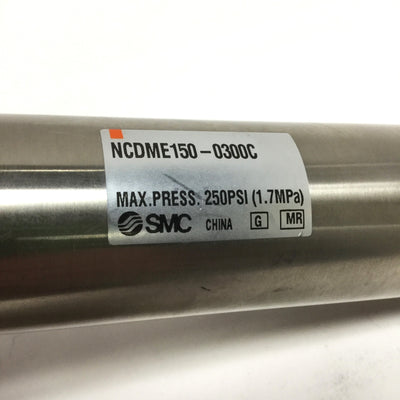 NCDME150-0300C
MAX.PRESS. 250PSI (1.7MPa)
SMC CHINA G MR